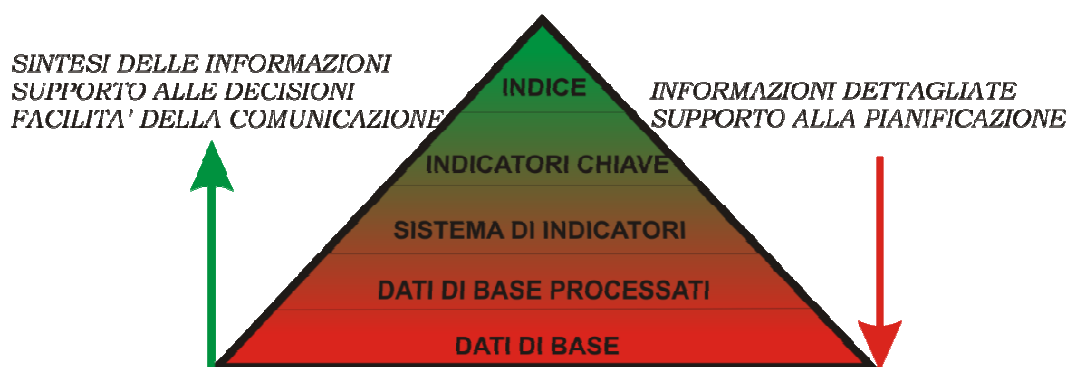 SINTESI DELLE INFORMAZIONI
SUPPORTO ALLE DECISIONI
FACILITA' DELLA COMUNICAZIONE
INDICE
INDICATORI CHIAVE
SISTEMA DI INDICATORI
DATI DI BASE PROCESSATI
DATI DI BASE
INFORMAZIONI DETTAGLIATE
SUPPORTO ALLA PIANIFICAZIONE